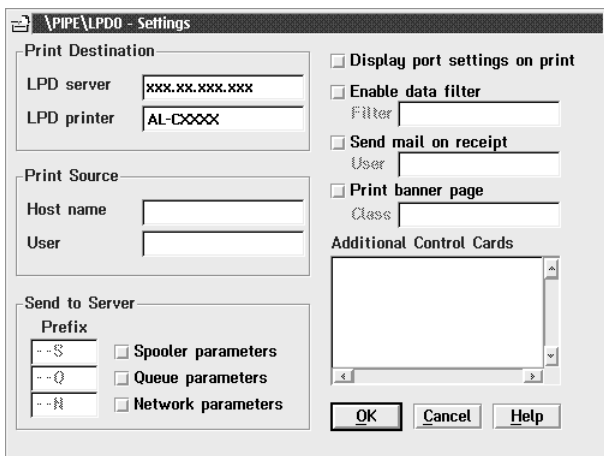 \PIPE\LPD0 - Settings
Print Destination
LPD server
xxx.xx.xxx.xxx
LPD printer
AL-CXXXX
Print Source
Host name
User
Send to Server
Prefix
--S
Spooler parameters
--Q
Queue parameters
--N
Network parameters
Display port settings on print
Enable data filter
Filter
Send mail on receipt
User
Print banner page
Class
Additional Control Cards
OK
Cancel
Help